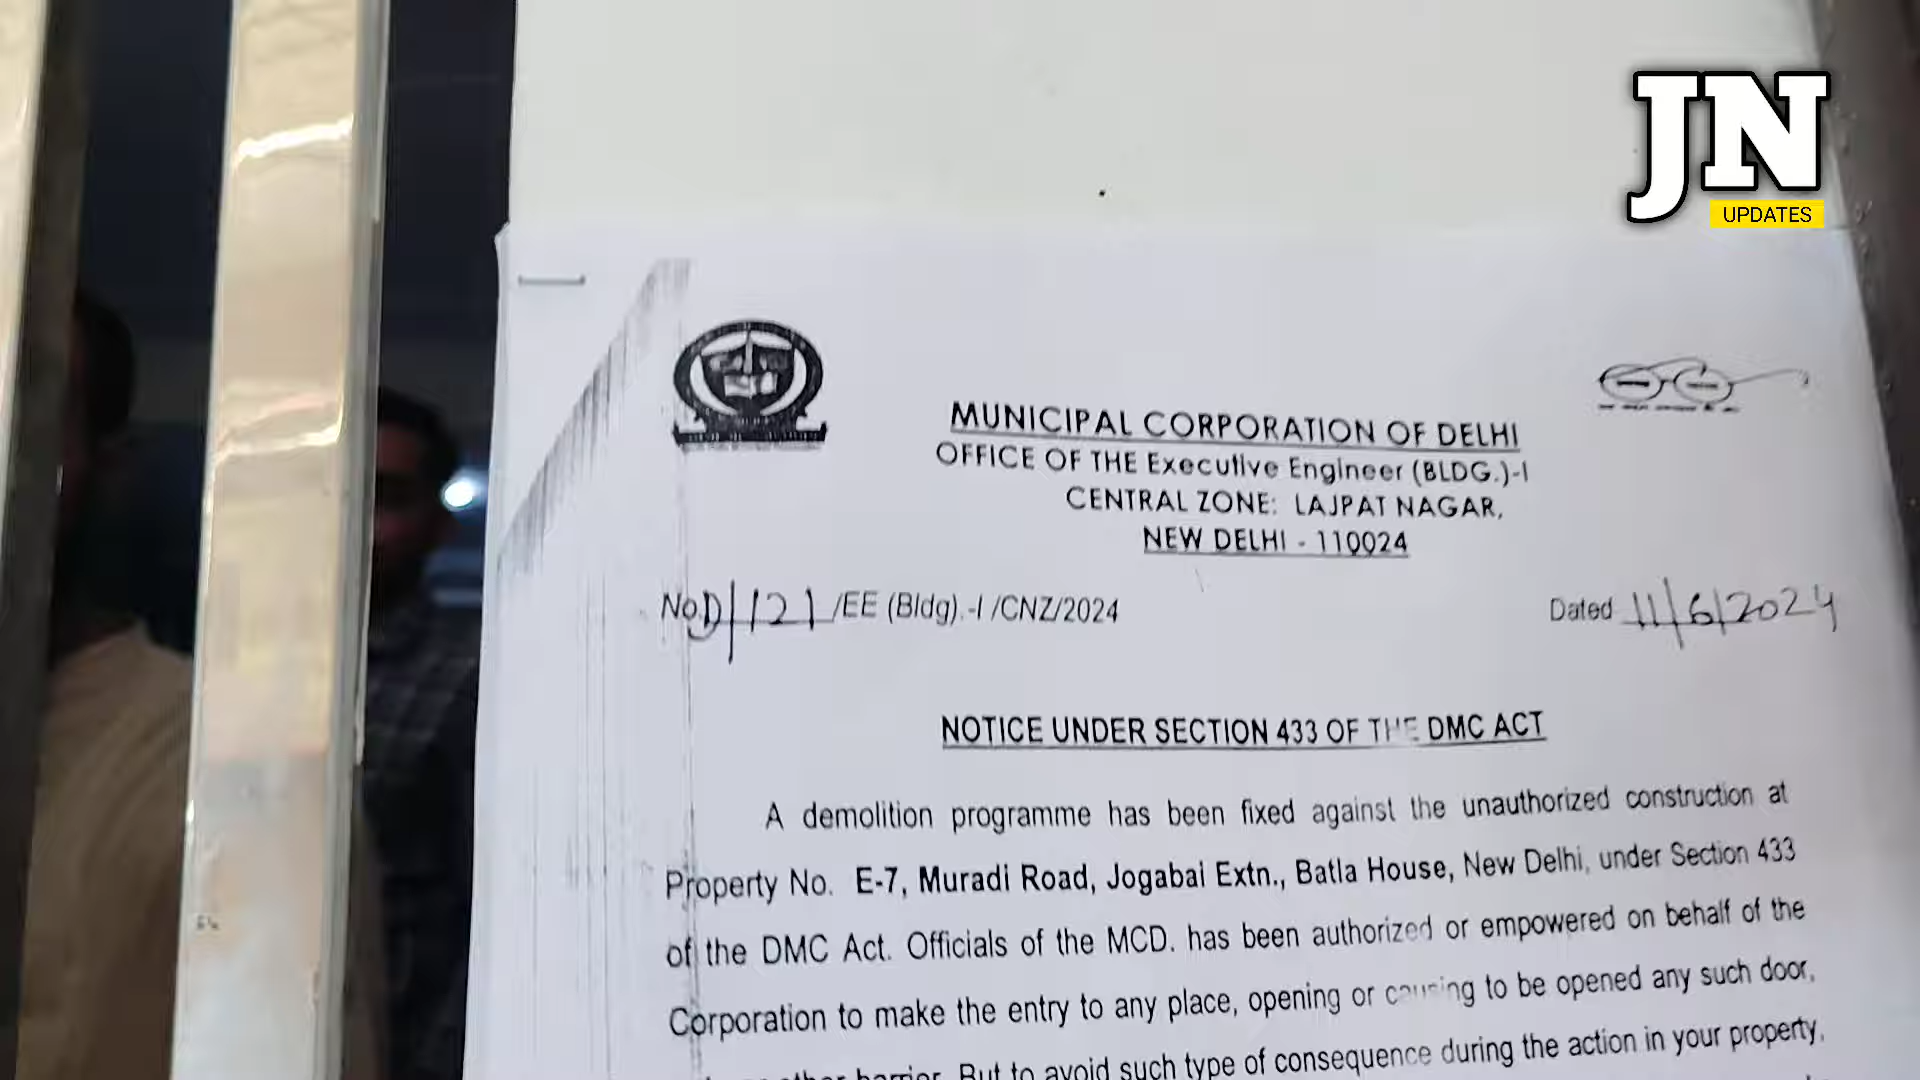 JN
UPDATES
MUNICIPAL CORPORATION OF DELHI
OFFICE OF THE Executive Engineer (BLDG.)-I
CENTRAL ZONE: LAJPAT NAGAR,
NEW DELHI - 110024
No.D/121/EE (Bldg).-I /CNZ/2024
Dated 11/6/2024
NOTICE UNDER SECTION 433 OF THE DMC ACT
A demolition programme has been fixed against the unauthorized construction at
Property No. E-7, Muradi Road, Jogabai Extn., Batla House, New Delhi, under Section 433
of the DMC Act. Officials of the MCD. has been authorized or empowered on behalf of the
Corporation to make the entry to any place, opening or causing to be opened any such door,
other barrier. But to avoid such type of consequence during the action in your property,